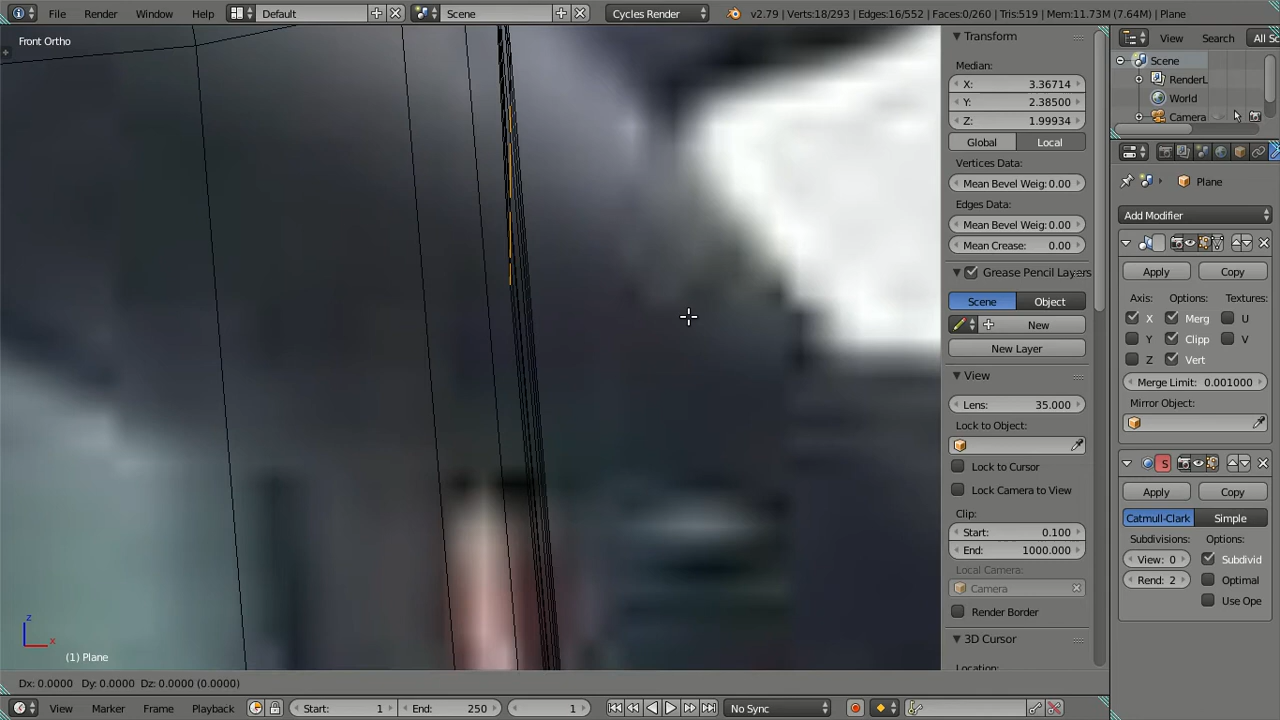 File Render Window Help Default Scene Cycles Render v2.79 | Verts:18/293 | Edges:16/552 | Faces:0/260 | Tris:519 | Mem:11.73M (7.64M) | Plane
Front Ortho
Transform
Median:
X: 3.36714
Y: 2.38500
Z: 1.99934
Global Local
Vertices Data:
Mean Bevel Weig: 0.00
Edges Data:
Mean Bevel Weig: 0.00
Mean Crease: 0.00
Grease Pencil Layers
Scene Object
New
New Layer
View
Lens: 35.000
Lock to Object:
Lock to Cursor
Lock Camera to View
Clip:
Start: 0.100
End: 1000.000
Local Camera:
Camera
Render Border
3D Cursor
Location:
View Search All Sc
Scene
RenderL
World
Camera
Plane
Add Modifier
Apply Copy
Axis: Options: Textures:
X Merg U
Y Clipp V
Z Vert
Merge Limit: 0.001000
Mirror Object:
S
Apply Copy
Catmull-Clark Simple
Subdivisions: Options:
View: 0 Subdivid
Rend: 2 Optimal
Use Ope
z
x
(1) Plane
Dx: 0.0000 Dy: 0.0000 Dz: 0.0000 (0.0000)
View Marker Frame Playback Start: 1 End: 250 1 No Sync